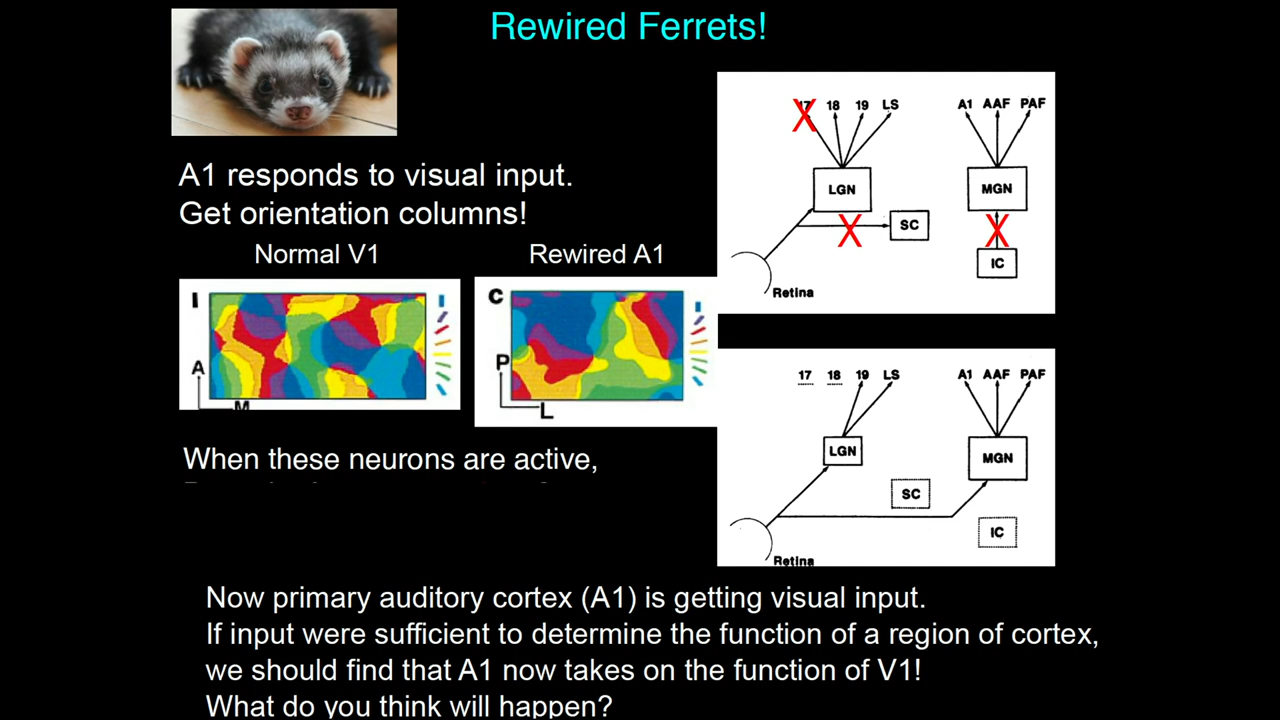 Rewired Ferrets!
A1 responds to visual input.
Get orientation columns!
Normal V1
Rewired A1
I
A
M
C
P
L
When these neurons are active,
17 18 19 LS
A1 AAF PAF
LGN
MGN
SC
IC
Retina
17 18 19 LS
A1 AAF PAF
LGN
MGN
SC
IC
Retina
Now primary auditory cortex (A1) is getting visual input.
If input were sufficient to determine the function of a region of cortex,
we should find that A1 now takes on the function of V1!
What do you think will happen?